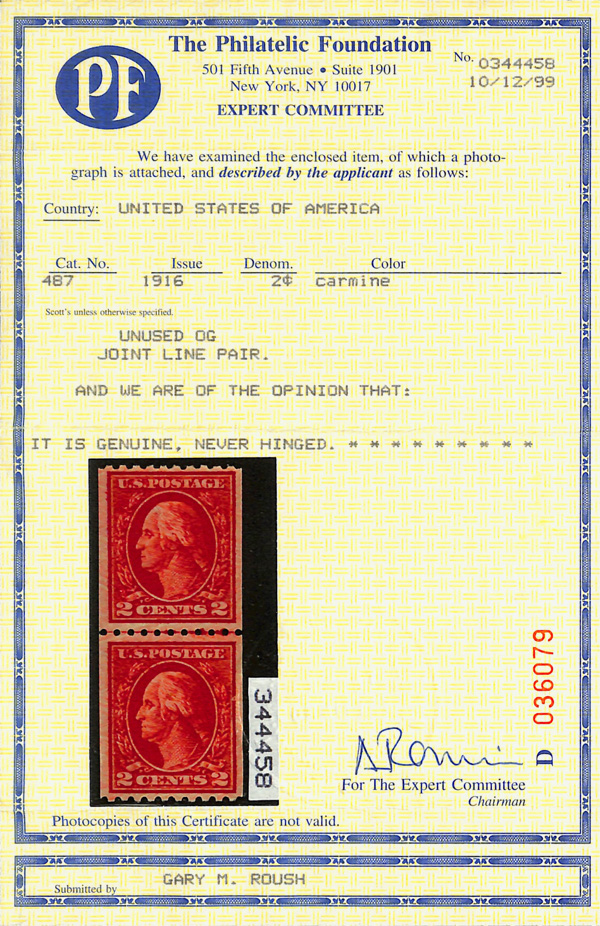 PF
The Philatelic Foundation
501 Fifth Avenue • Suite 1901
New York, NY 10017
EXPERT COMMITTEE
No. 0344458
10/12/99
We have examined the enclosed item, of which a photo-
graph is attached, and described by the applicant as follows:
Country: UNITED STATES OF AMERICA
Cat. No. Issue Denom. Color
487 1916 2¢ carmine
Scott's unless otherwise specified.
UNUSED OG
JOINT LINE PAIR.
AND WE ARE OF THE OPINION THAT:
IT IS GENUINE, NEVER HINGED. * * * * * * * * *
U.S. POSTAGE
2 CENTS 2
U.S. POSTAGE
2 CENTS 2
344458
D 036079
For The Expert Committee
Chairman
Photocopies of this Certificate are not valid.
Submitted by GARY M. ROUSH